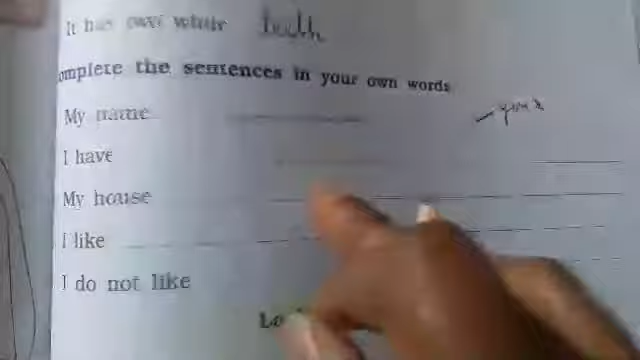 It has own white teeth
omplete the sentences in your own words
My name
I have
My house
I like
I do not like